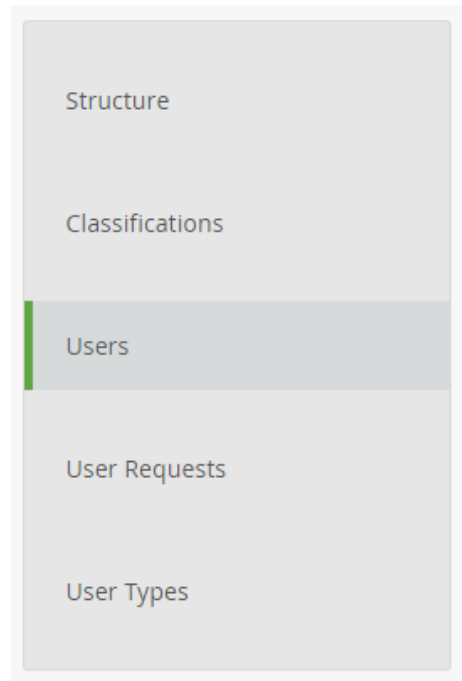 Structure
Classifications
Users
User Requests
User Types